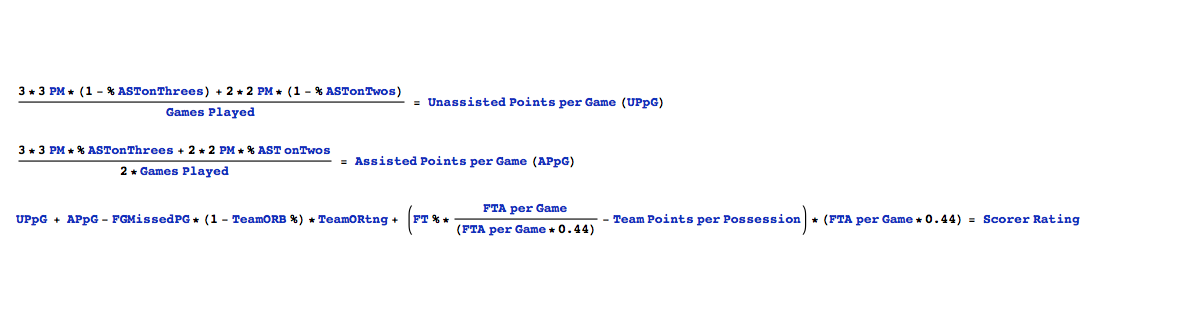 3 * 3 PM * (1 - % ASTonThrees) + 2 * 2 PM * (1 - % ASTonTwos)
= Unassisted Points per Game (UPpG)
Games Played
3 * 3 PM * % ASTonThrees + 2 * 2 PM * % AST onTwos
= Assisted Points per Game (APpG)
2 * Games Played
FTA per Game
UPpG + APpG - FGMissedPG * (1 - TeamORB %) * TeamORtng + (FT % * - Team Points per Possession) * (FTA per Game * 0.44) = Scorer Rating
(FTA per Game * 0.44)